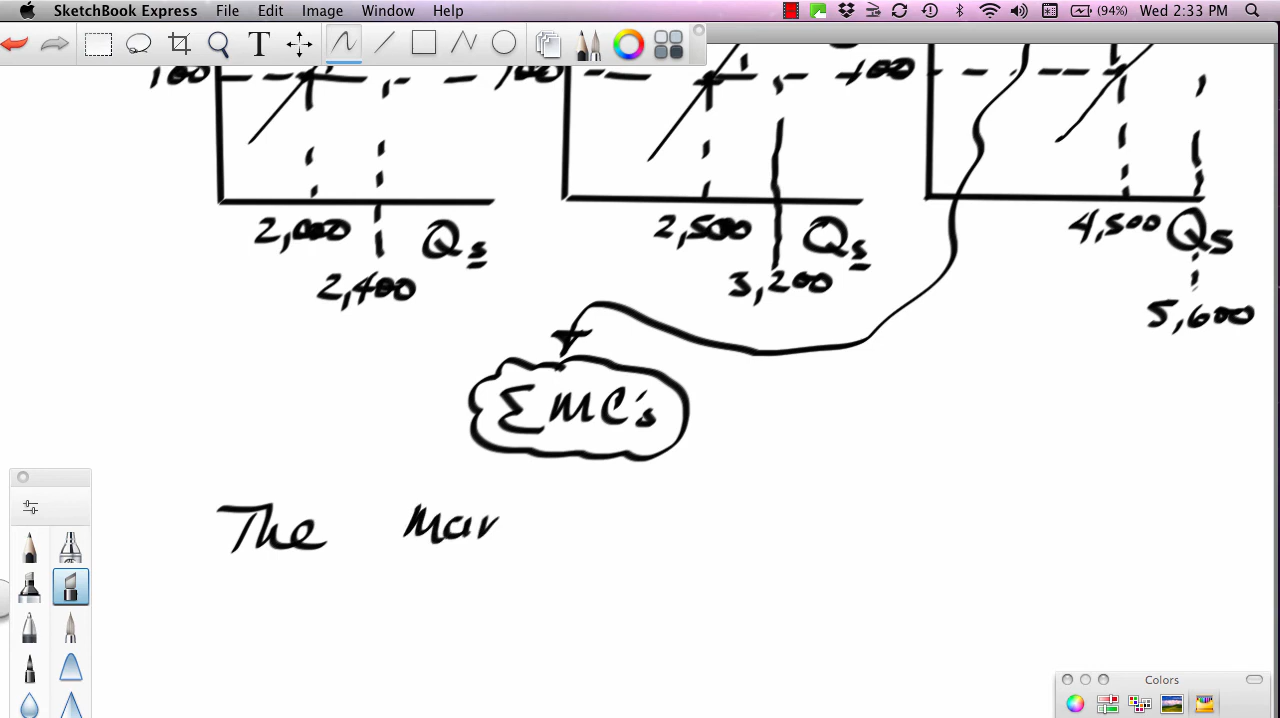 SketchBook Express File Edit Image Window Help (94%) Wed 2:33 PM
T
100 100 100
2,000 Qs 2,500 Qs 4,500 Qs
2,400 3,200 5,600
ΣMC's
The Mar
Colors